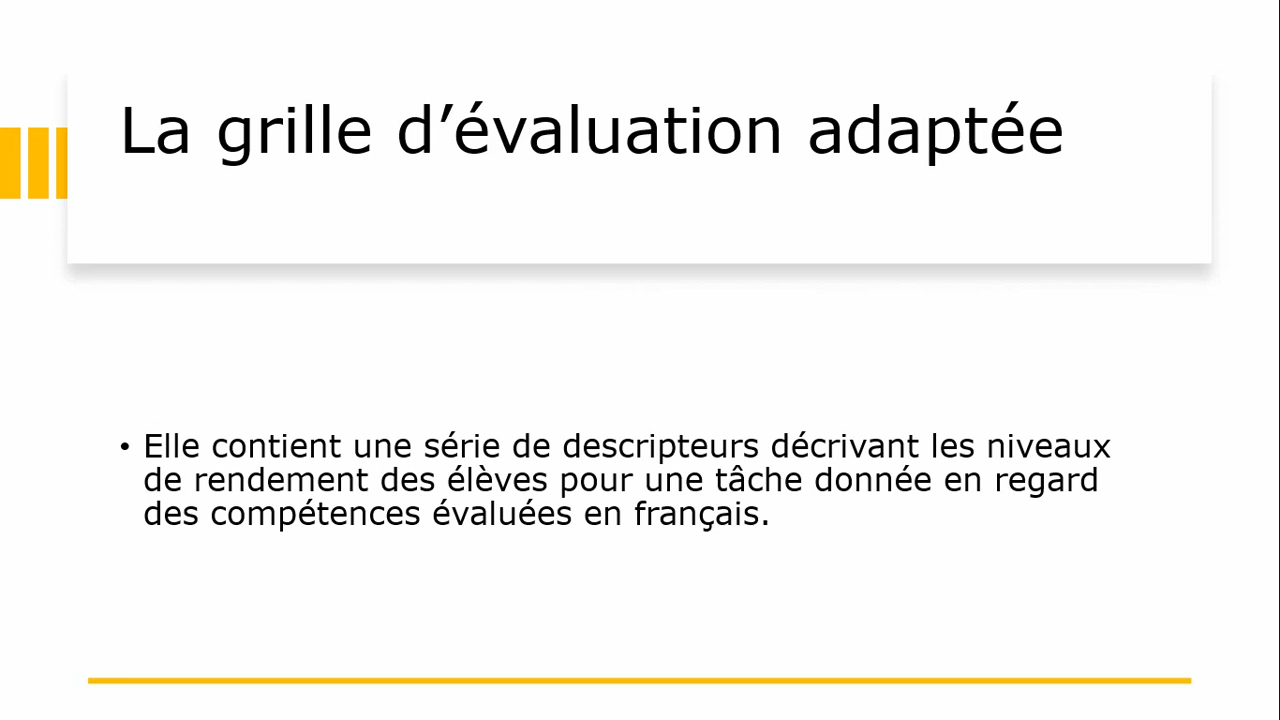 La grille d’évaluation adaptée
• Elle contient une série de descripteurs décrivant les niveaux
de rendement des élèves pour une tâche donnée en regard
des compétences évaluées en français.